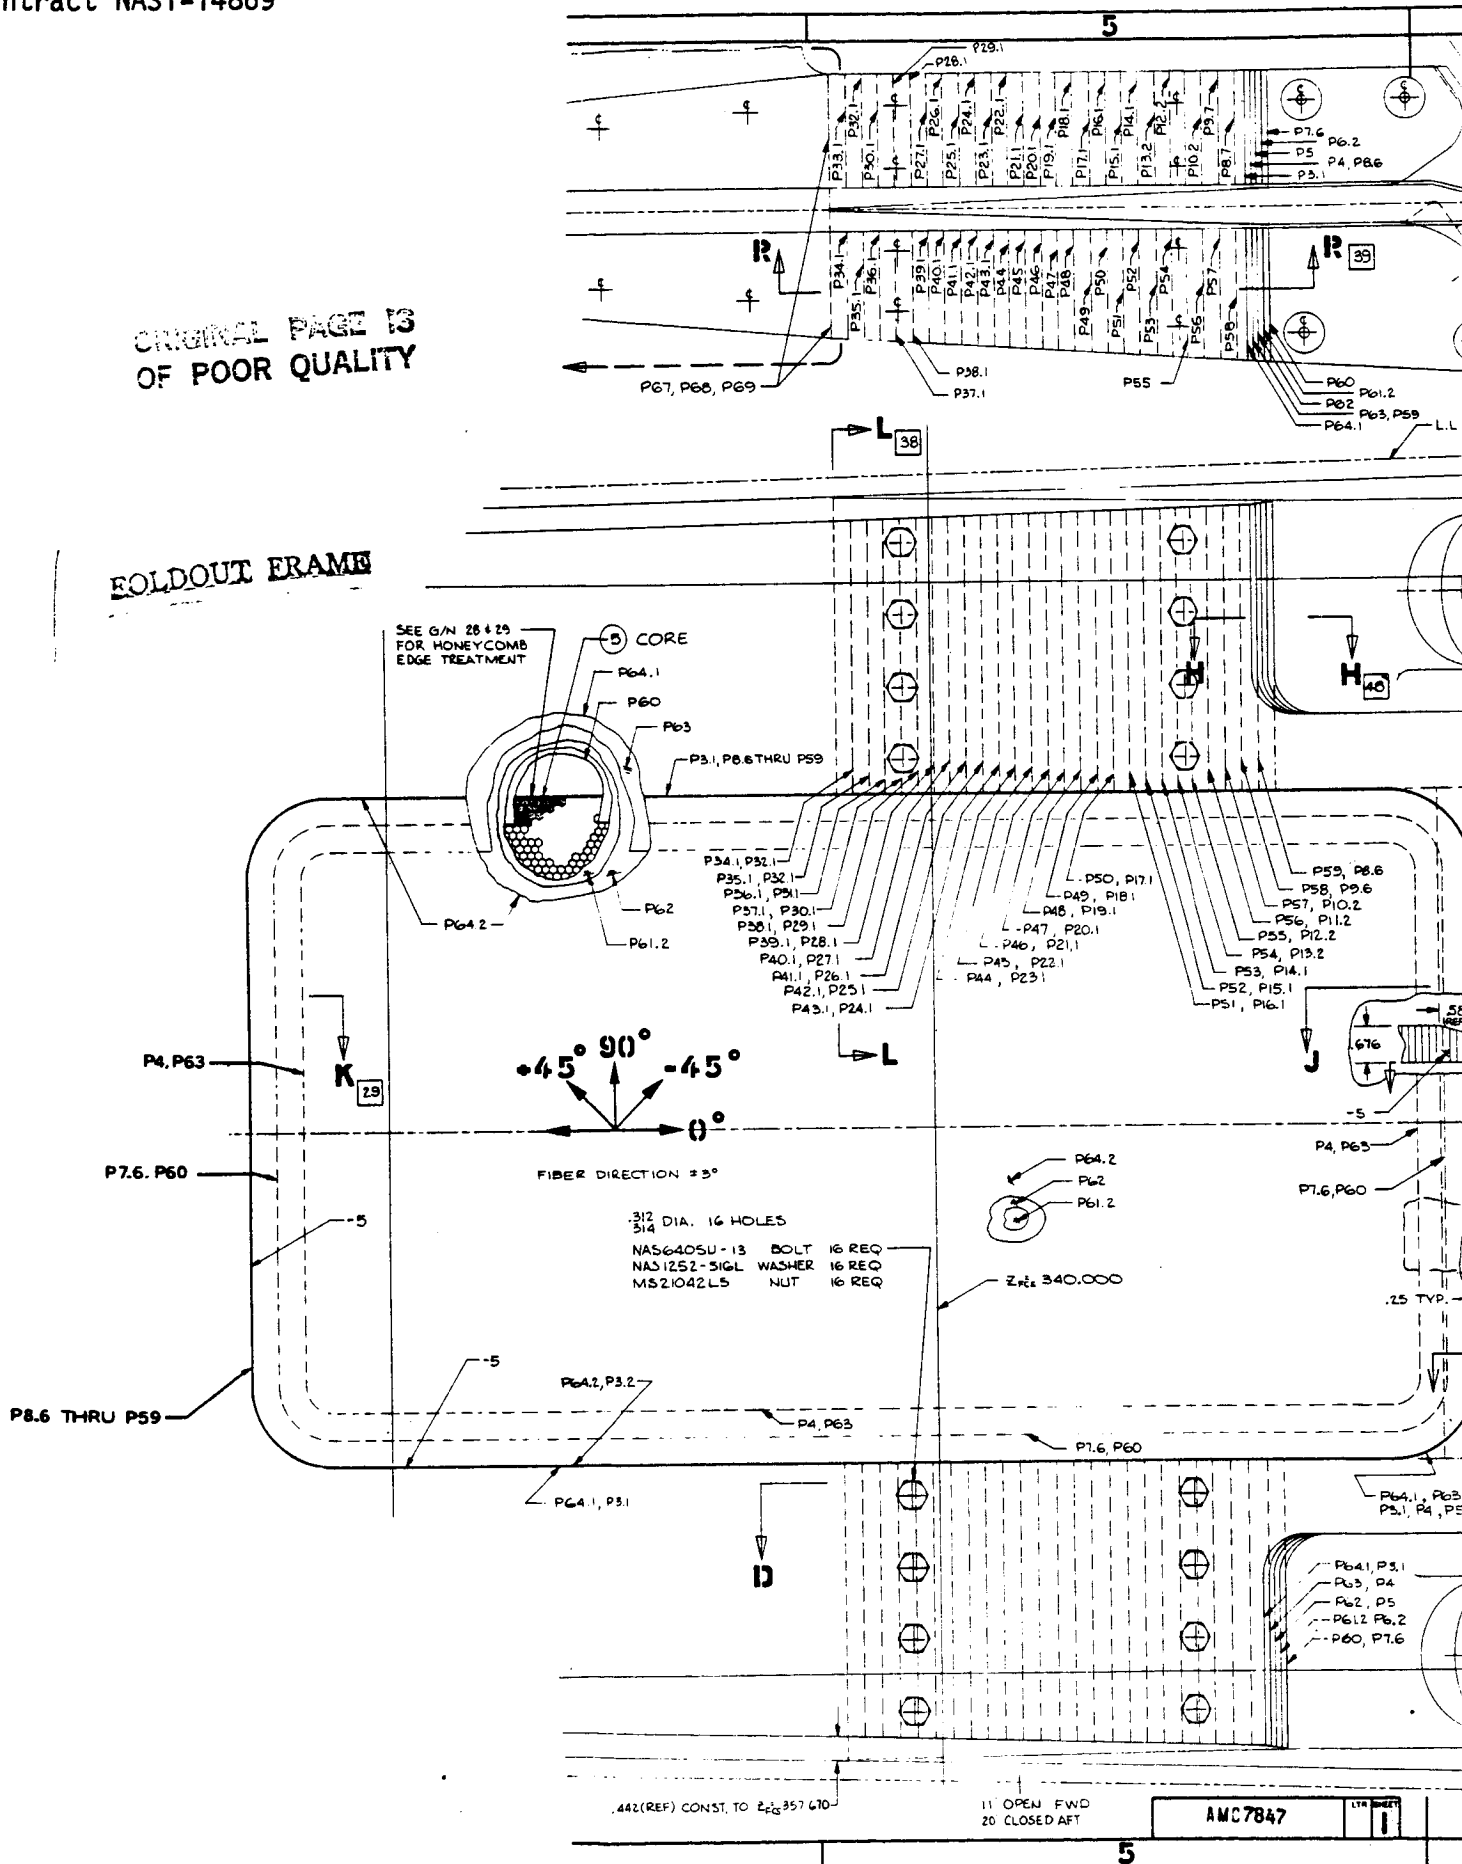 ntract NAS1-14869
5
P29.1
P28.1
P33.1
P32.1
P30.1
P27.1
P26.1
P25.1
P24.1
P23.1
P22.1
P21.1
P20.1
P19.1
P18.1
P17.1
P16.1
P15.1
P14.1
P13.2
P12.2
P10.2
P9.7
P8.7
P7.6
P6.2
P5
P4, P8.6
P3.1
R
R 39
P34.1
P35.1
P36.1
P39.1
P40.1
P41.1
P42.1
P43.1
P44
P45
P46
P47
P48
P49
P50
P51
P52
P53
P54
P56
P57
P58
ORIGINAL PAGE IS
OF POOR QUALITY
P67, P68, P69
P38.1
P37.1
P55
P60
P61.2
P62
P63, P59
P64.1
L 38
L.L
FOLDOUT FRAME
SEE G/N 28 & 29
FOR HONEYCOMB
EDGE TREATMENT
5 CORE
P64.1
P60
P63
P3.1, P8.6 THRU P59
H
H 48
P34.1, P32.1
P35.1, P32.1
P36.1, P31.1
P37.1, P30.1
P38.1, P29.1
P39.1, P28.1
P40.1, P27.1
P41.1, P26.1
P42.1, P25.1
P43.1, P24.1
P50, P17.1
P49, P18.1
P48, P19.1
P47, P20.1
P46, P21.1
P45, P22.1
P44, P23.1
P59, P8.6
P58, P9.6
P57, P10.2
P56, P11.2
P55, P12.2
P54, P13.2
P53, P14.1
P52, P15.1
P51, P16.1
P64.2
P62
P61.2
L
K 29
P4, P63
+45° 90° -45°
0°
FIBER DIRECTION ±3°
J
.676
-5
P4, P63
P7.6, P60
P7.6, P60
-5
P64.2
P62
P61.2
.312
.314 DIA. 16 HOLES
NAS6405U-13 BOLT 16 REQ
NAS1252-516L WASHER 16 REQ
MS21042L5 NUT 16 REQ
340.000
.25 TYP.
-5
P64.2, P3.2
P8.6 THRU P59
P4, P63
P7.6, P60
P64.1, P3.1
P64.1, P63
P3.1, P4, P5
D
P64.1, P3.1
P63, P4
P62, P5
P61.2 P6.2
P60, P7.6
.442(REF) CONST. TO 357.670
11° OPEN FWD
20° CLOSED AFT
AMC7847
LTR SHEET
1
5